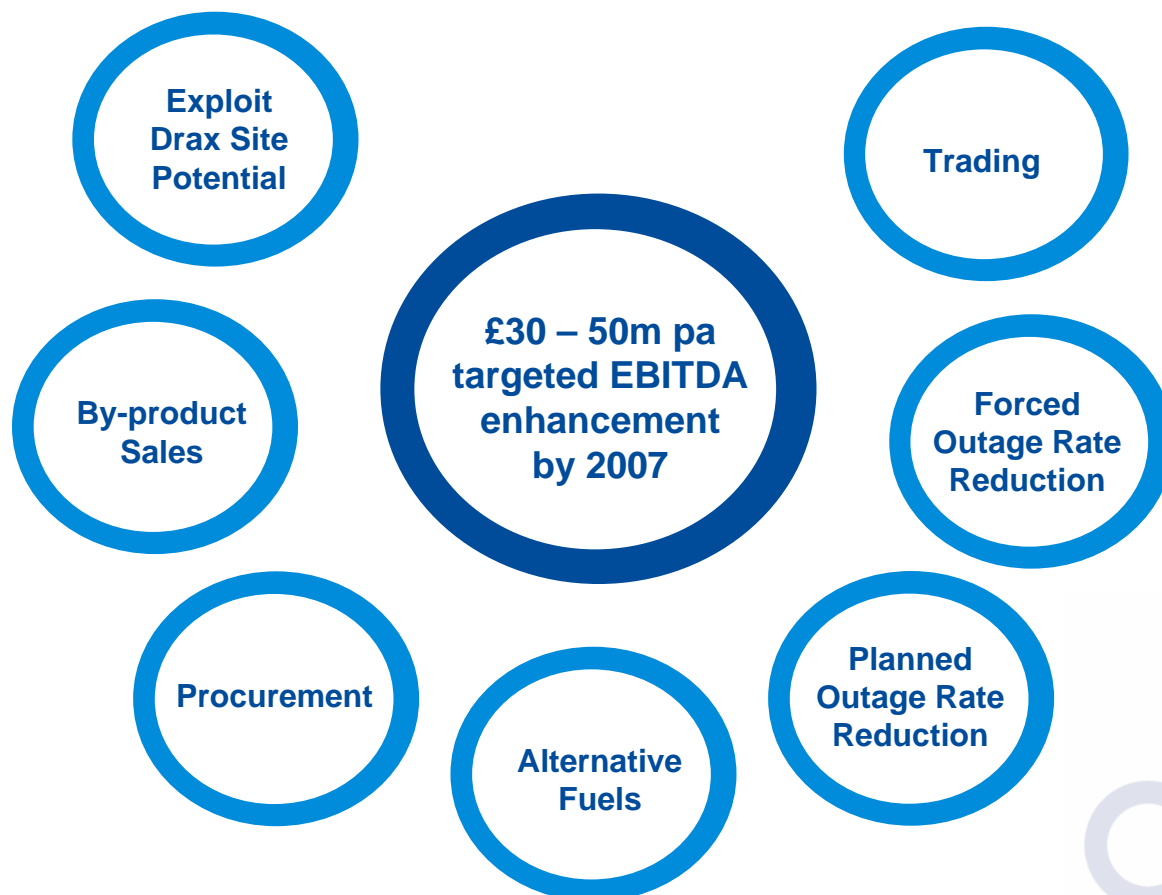 Exploit
Drax Site
Potential
Trading
£30 – 50m pa
targeted EBITDA
enhancement
by 2007
By-product
Sales
Forced
Outage Rate
Reduction
Procurement
Alternative
Fuels
Planned
Outage Rate
Reduction